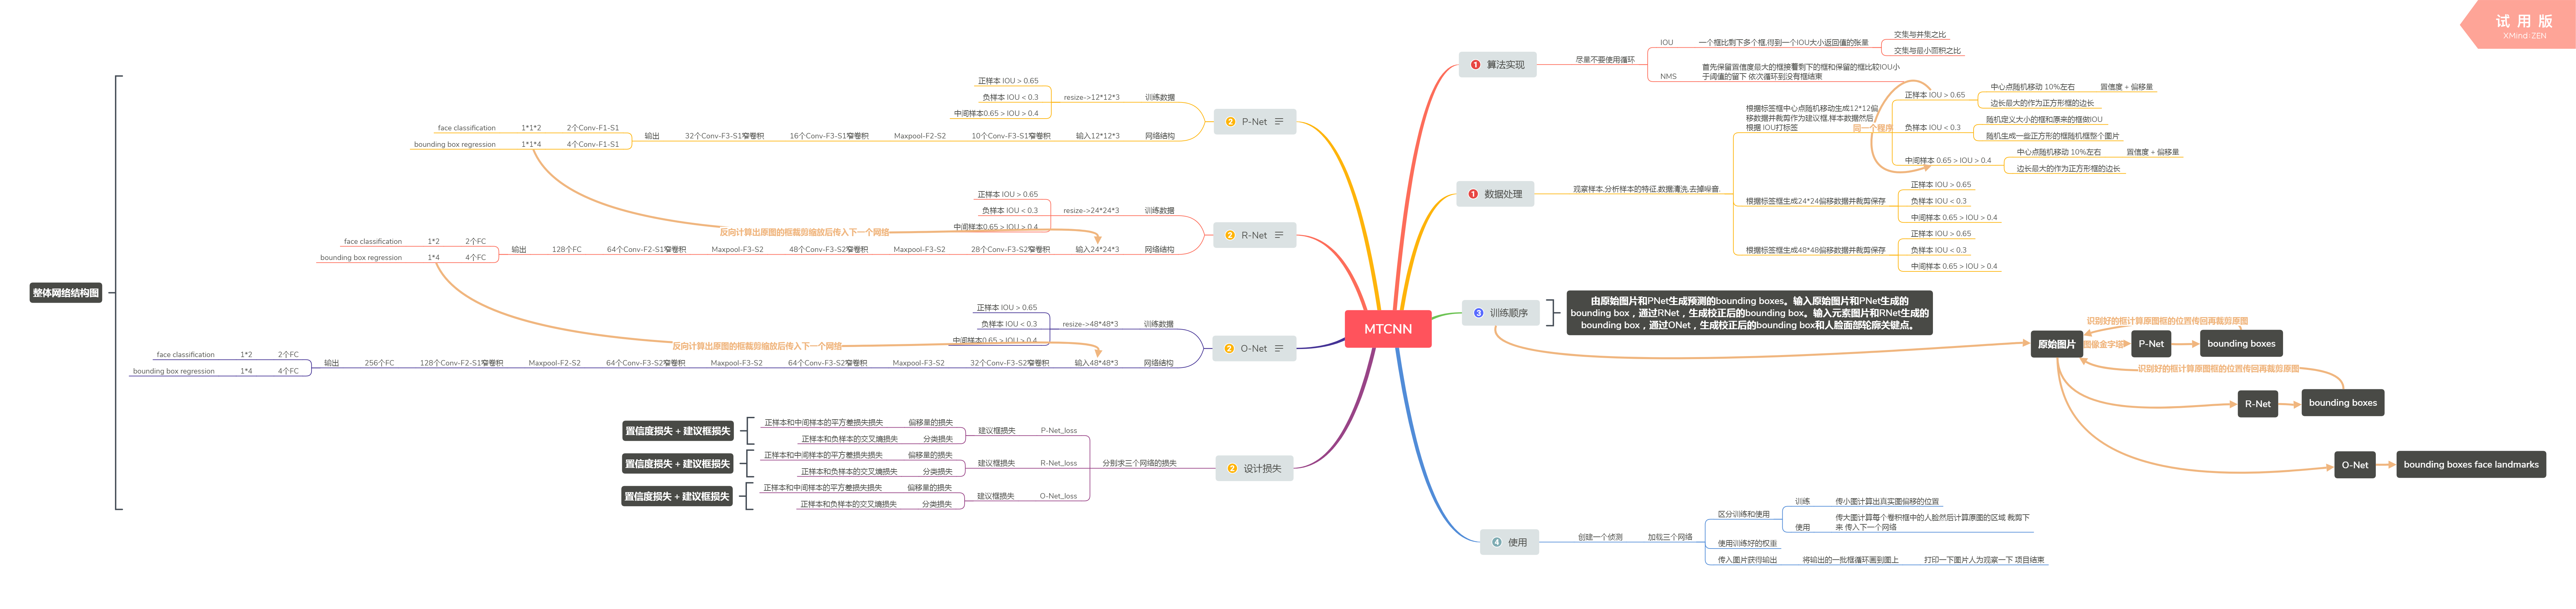 试用版
XMind:ZEN
MTCNN
1 算法实现
尽量不要使用循环
IOU
一个框比剩下多个框,得到一个IOU大小返回值的张量
交集与并集之比
交集与最小面积之比
NMS
首先保留置信度最大的框接着剩下的框和保留的框比较IOU小
于阈值的留下 依次循环到没有框结束
1 数据处理
观察样本,分析样本的特征,数据清洗,去掉噪音.
根据标签框中心点随机移动生成12*12偏
移数据并裁剪作为建议框,样本数据然后
根据 IOU打标签
同一个程序
正样本 IOU > 0.65
中心点随机移动 10%左右
置信度 + 偏移量
边长最大的作为正方形框的边长
负样本 IOU < 0.3
随机定义大小的框和原来的框做IOU
随机生成一些正方形的框随机框整个图片
中间样本 0.65 > IOU > 0.4
中心点随机移动 10%左右
置信度 + 偏移量
边长最大的作为正方形框的边长
根据标签框生成24*24偏移数据并裁剪保存
正样本 IOU > 0.65
负样本 IOU < 0.3
中间样本 0.65 > IOU > 0.4
根据标签框生成48*48偏移数据并裁剪保存
正样本 IOU > 0.65
负样本 IOU < 0.3
中间样本 0.65 > IOU > 0.4
3 训练顺序
由原始图片和PNet生成预测的bounding boxes。输入原始图片和PNet生成的
bounding box，通过RNet，生成校正后的bounding box。输入元素图片和RNet生成的
bounding box，通过ONet，生成校正后的bounding box和人脸面部轮廓关键点。
原始图片
识别好的框计算原图框的位置传回再裁剪原图
图像金字塔
P-Net
bounding boxes
识别好的框计算原图框的位置传回再裁剪原图
R-Net
bounding boxes
O-Net
bounding boxes face landmarks
4 使用
创建一个侦测
加载三个网络
区分训练和使用
训练
传小图计算出真实图偏移的位置
使用
传大图计算每个卷积框中的人脸然后计算原图的区域 裁剪下
来 传入下一个网络
使用训练好的权重
传入图片获得输出
将输出的一批框循环画到图上
打印一下图片人为观察一下 项目结束
2 P-Net
训练数据
resize->12*12*3
正样本 IOU > 0.65
负样本 IOU < 0.3
中间样本0.65 > IOU > 0.4
网络结构
输入12*12*3
10个Conv-F3-S1窄卷积
Maxpool-F2-S2
16个Conv-F3-S1窄卷积
32个Conv-F3-S1窄卷积
输出
2个Conv-F1-S1
1*1*2
face classification
4个Conv-F1-S1
1*1*4
bounding box regression
2 R-Net
训练数据
resize->24*24*3
正样本 IOU > 0.65
负样本 IOU < 0.3
中间样本0.65 > IOU > 0.4
反向计算出原图的框裁剪缩放后传入下一个网络
网络结构
输入24*24*3
28个Conv-F3-S2窄卷积
Maxpool-F3-S2
48个Conv-F3-S2窄卷积
Maxpool-F3-S2
64个Conv-F2-S1窄卷积
128个FC
输出
2个FC
1*2
face classification
4个FC
1*4
bounding box regression
2 O-Net
训练数据
resize->48*48*3
正样本 IOU > 0.65
负样本 IOU < 0.3
中间样本0.65 > IOU > 0.4
反向计算出原图的框裁剪缩放后传入下一个网络
网络结构
输入48*48*3
32个Conv-F3-S2窄卷积
Maxpool-F3-S2
64个Conv-F3-S2窄卷积
Maxpool-F3-S2
64个Conv-F3-S2窄卷积
Maxpool-F2-S2
128个Conv-F2-S1窄卷积
256个FC
输出
2个FC
1*2
face classification
4个FC
1*4
bounding box regression
2 设计损失
分别求三个网络的损失
P-Net_loss
建议框损失
偏移量的损失
正样本和中间样本的平方差损失损失
分类损失
正样本和负样本的交叉熵损失
置信度损失 + 建议框损失
R-Net_loss
建议框损失
偏移量的损失
正样本和中间样本的平方差损失损失
分类损失
正样本和负样本的交叉熵损失
置信度损失 + 建议框损失
O-Net_loss
建议框损失
偏移量的损失
正样本和中间样本的平方差损失损失
分类损失
正样本和负样本的交叉熵损失
置信度损失 + 建议框损失
整体网络结构图